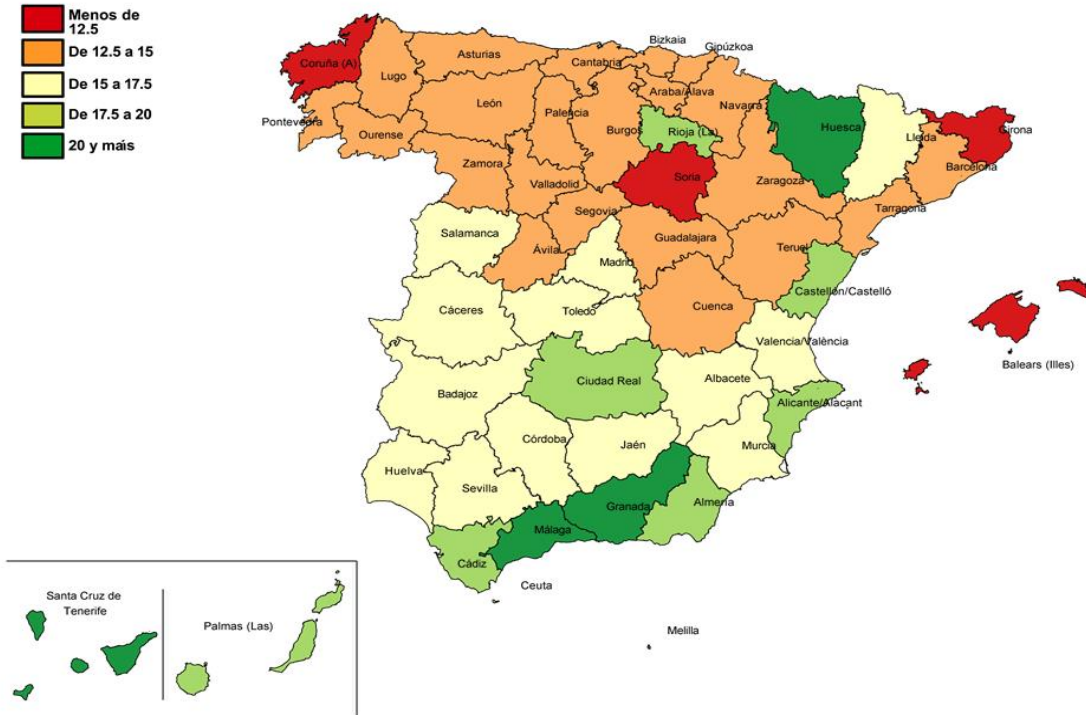 Menos de
12.5
De 12.5 a 15
De 15 a 17.5
De 17.5 a 20
20 y maís
Coruña (A)
Lugo
Asturias
Cantabria
Bizkaia
Gipúzkoa
Araba/Álava
Navarra
Pontevedra
Ourense
León
Palencia
Burgos
Rioja (La)
Huesca
Lleida
Girona
Barcelona
Zamora
Valladolid
Soria
Zaragoza
Tarragona
Segovia
Salamanca
Ávila
Madrid
Guadalajara
Teruel
Castellón/Castelló
Cáceres
Toledo
Cuenca
Valencia/València
Balears (Illes)
Badajoz
Ciudad Real
Albacete
Alicante/Alacant
Córdoba
Jaén
Murcia
Huelva
Sevilla
Granada
Almería
Málaga
Cádiz
Ceuta
Melilla
Santa Cruz de
Tenerife
Palmas (Las)